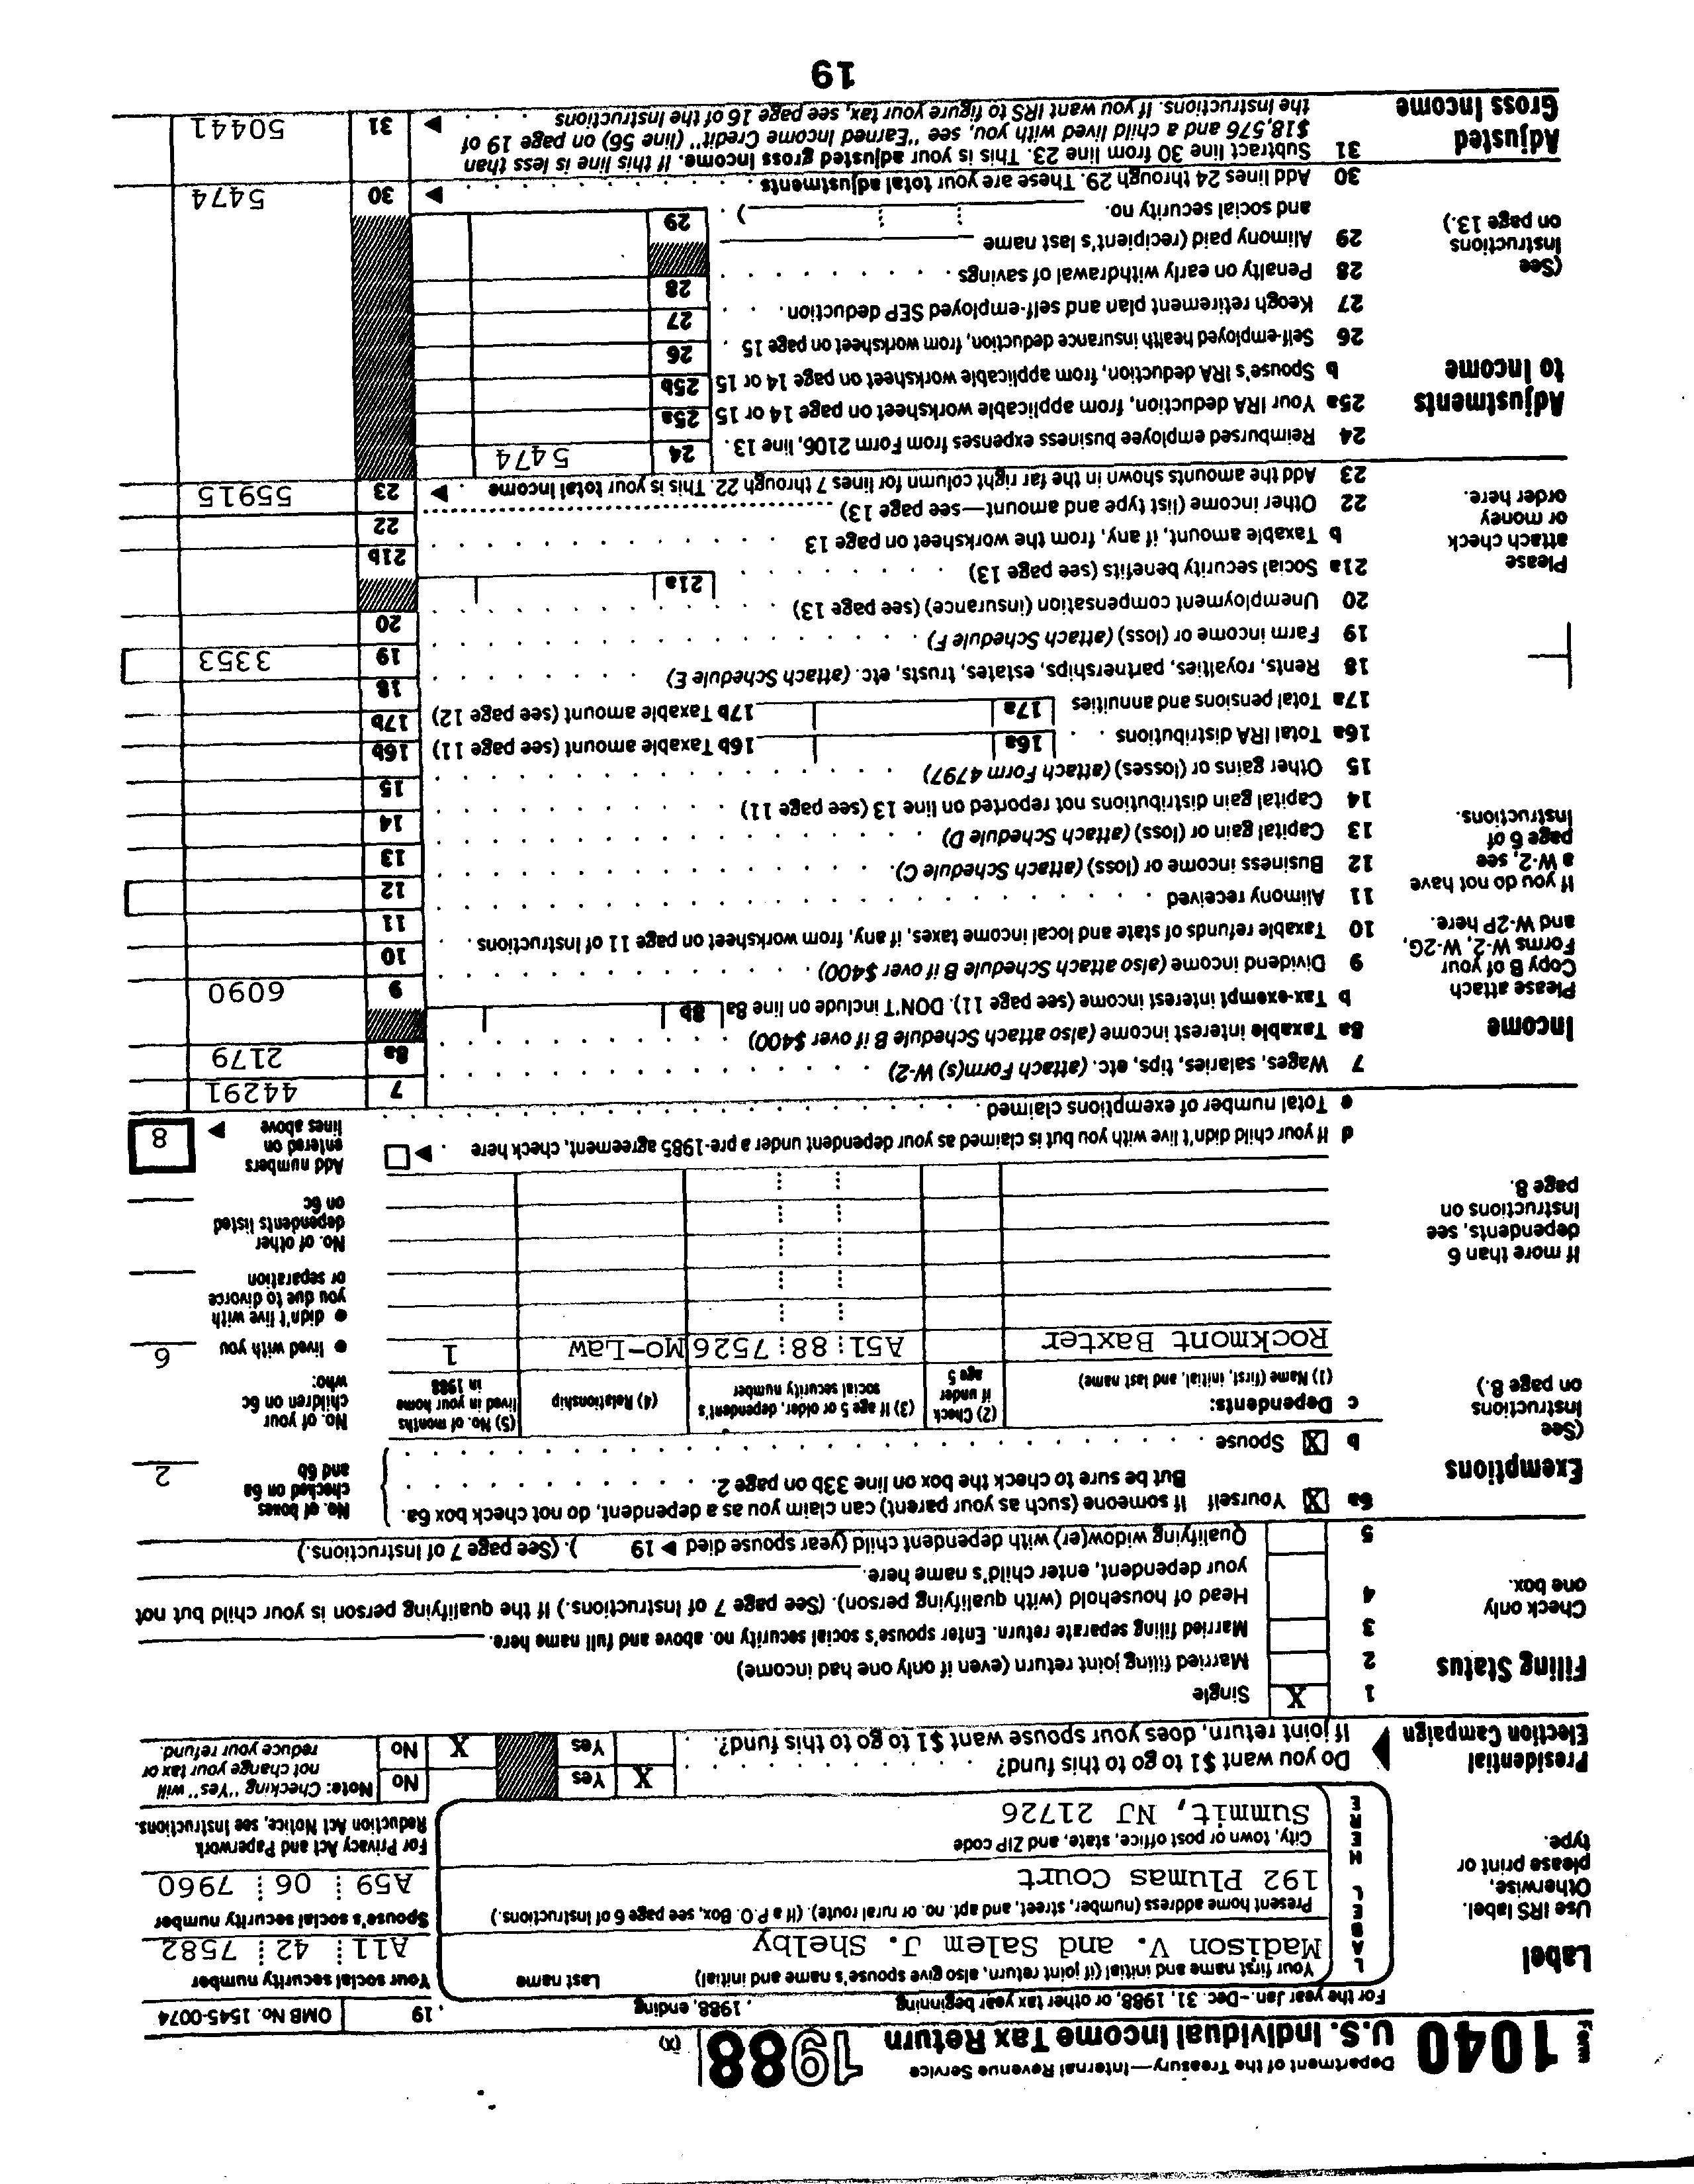 Form 1040 Department of the Treasury—Internal Revenue Service
U.S. Individual Income Tax Return 1988 (X)
For the year Jan.-Dec. 31, 1988, or other tax year beginning , 1988, ending , 19 OMB No. 1545-0074
Label
Use IRS label.
Otherwise,
please print or
type.
LABEL HERE
Your first name and initial (if joint return, also give spouse's name and initial) Last name
Madison V. and Salem J. Shelby
Your social security number
A11 42 7582
Present home address (number, street, and apt. no. or rural route). (If a P.O. Box, see page 6 of Instructions.)
192 Plumas Court
Spouse's social security number
A59 06 7960
City, town or post office, state, and ZIP code
Summit, NJ 21726
For Privacy Act and Paperwork
Reduction Act Notice, see Instructions.
Presidential
Election Campaign
Do you want $1 to go to this fund? X Yes No
If joint return, does your spouse want $1 to go to this fund? Yes X No
Note: Checking "Yes" will
not change your tax or
reduce your refund.
Filing Status
Check only
one box.
1 X Single
2 Married filing joint return (even if only one had income)
3 Married filing separate return. Enter spouse's social security no. above and full name here.
4 Head of household (with qualifying person). (See page 7 of Instructions.) If the qualifying person is your child but not
your dependent, enter child's name here.
5 Qualifying widow(er) with dependent child (year spouse died ▶ 19 ). (See page 7 of Instructions.)
Exemptions
(See
Instructions
on page 8.)
If more than 6
dependents, see
Instructions on
page 8.
6a X Yourself If someone (such as your parent) can claim you as a dependent, do not check box 6a.
But be sure to check the box on line 33b on page 2.
b X Spouse
No. of boxes
checked on 6a
and 6b 2
c Dependents:
(1) Name (first, initial, and last name)
(2) Check
if under
age 5
(3) If age 5 or older, dependent's
social security number
(4) Relationship
(5) No. of months
lived in your home
in 1988
Rockmont Baxter A51 88 7526 Mo-Law 1
No. of your
children on 6c
who:
● lived with you 6
● didn't live with
you due to divorce
or separation
No. of other
dependents listed
on 6c
d If your child didn't live with you but is claimed as your dependent under a pre-1985 agreement, check here ▶
e Total number of exemptions claimed
Add numbers
entered on
lines above ▶ 8
Income
Please attach
Copy B of your
Forms W-2, W-2G,
and W-2P here.
If you do not have
a W-2, see
page 6 of
Instructions.
Please
attach check
or money
order here.
7 Wages, salaries, tips, etc. (attach Form(s) W-2) 7 44291
8a Taxable interest income (also attach Schedule B if over $400) 8a 2179
b Tax-exempt interest income (see page 11). DON'T include on line 8a 8b
9 Dividend income (also attach Schedule B if over $400) 9 6090
10 Taxable refunds of state and local income taxes, if any, from worksheet on page 11 of Instructions 10
11 Alimony received 11
12 Business income or (loss) (attach Schedule C) 12
13 Capital gain or (loss) (attach Schedule D) 13
14 Capital gain distributions not reported on line 13 (see page 11) 14
15 Other gains or (losses) (attach Form 4797) 15
16a Total IRA distributions 16a 16b Taxable amount (see page 11) 16b
17a Total pensions and annuities 17a 17b Taxable amount (see page 12) 17b
18 Rents, royalties, partnerships, estates, trusts, etc. (attach Schedule E) 18
19 Farm income or (loss) (attach Schedule F) 19 3353
20 Unemployment compensation (insurance) (see page 13) 20
21a Social security benefits (see page 13) 21a
b Taxable amount, if any, from the worksheet on page 13 21b
22 Other income (list type and amount—see page 13) 22
23 Add the amounts shown in the far right column for lines 7 through 22. This is your total income ▶ 23 55915
Adjustments
to Income
(See
Instructions
on page 13.)
24 Reimbursed employee business expenses from Form 2106, line 13 24 5474
25a Your IRA deduction, from applicable worksheet on page 14 or 15 25a
b Spouse's IRA deduction, from applicable worksheet on page 14 or 15 25b
26 Self-employed health insurance deduction, from worksheet on page 15 26
27 Keogh retirement plan and self-employed SEP deduction 27
28 Penalty on early withdrawal of savings 28
29 Alimony paid (recipient's last name
and social security no. ) 29
30 Add lines 24 through 29. These are your total adjustments ▶ 30 5474
Adjusted
Gross Income
31 Subtract line 30 from line 23. This is your adjusted gross income. If this line is less than
$18,576 and a child lived with you, see "Earned Income Credit" (line 56) on page 19 of
the Instructions. If you want IRS to figure your tax, see page 16 of the Instructions ▶ 31 50441
19